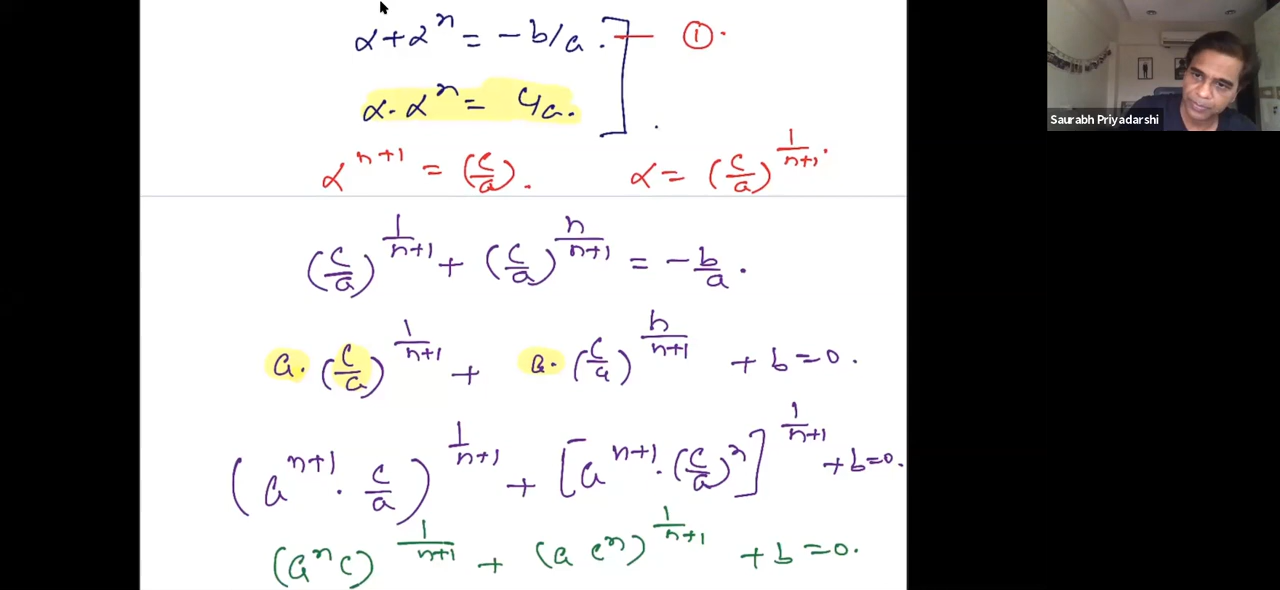 α + α^n = -b/a. ①.
α. α^n = c/a.
α^(n+1) = (c/a). α = (c/a)^(1/(n+1)).
(c/a)^(1/(n+1)) + (c/a)^(n/(n+1)) = -b/a.
a. (c/a)^(1/(n+1)) + a. (c/a)^(n/(n+1)) + b = 0.
(a^(n+1). c/a)^(1/(n+1)) + [a^(n+1). (c/a)^n]^(1/(n+1)) + b = 0.
(a^n c)^(1/(n+1)) + (a c^n)^(1/(n+1)) + b = 0.
Saurabh Priyadarshi